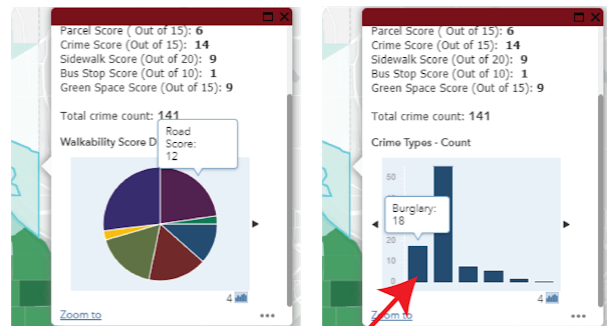 Parcel Score ( Out of 15): 6
Crime Score (Out of 15): 14
Sidewalk Score (Out of 20): 9
Bus Stop Score (Out of 10): 1
Green Space Score (Out of 15): 9
Total crime count: 141
Walkability Score D
Road
Score:
12
4
Zoom to
Parcel Score ( Out of 15): 6
Crime Score (Out of 15): 14
Sidewalk Score (Out of 20): 9
Bus Stop Score (Out of 10): 1
Green Space Score (Out of 15): 9
Total crime count: 141
Crime Types - Count
50
Burglary:
18
20
10
0
4
Zoom to